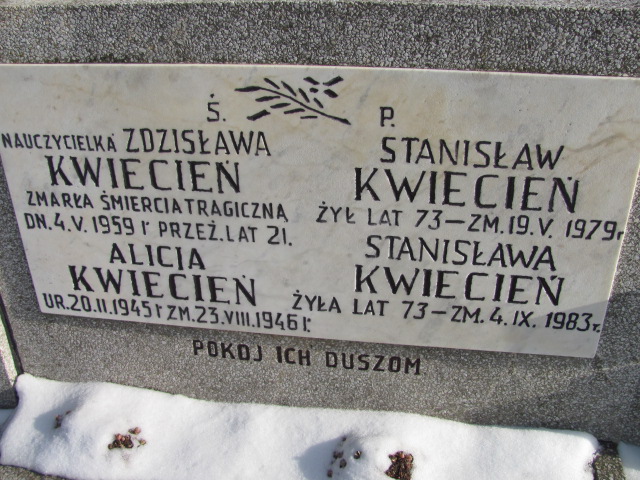 Ś. P.
NAUCZYCIELKA ZDZISŁAWA
KWIECIEŃ
ZMARŁA ŚMIERCIA TRAGICZNĄ
DN. 4. V. 1959 r PRZEŻ. LAT 21.
ALICJA
KWIECIEŃ
UR. 20. II. 1945 r. ZM. 23. VIII. 1946 r.
STANISŁAW
KWIECIEŃ
ŻYŁ LAT 73 – ZM. 19. V. 1979 r.
STANISŁAWA
KWIECIEŃ
ŻYŁA LAT 73 – ZM. 4. IX. 1983 r.
POKÓJ ICH DUSZOM